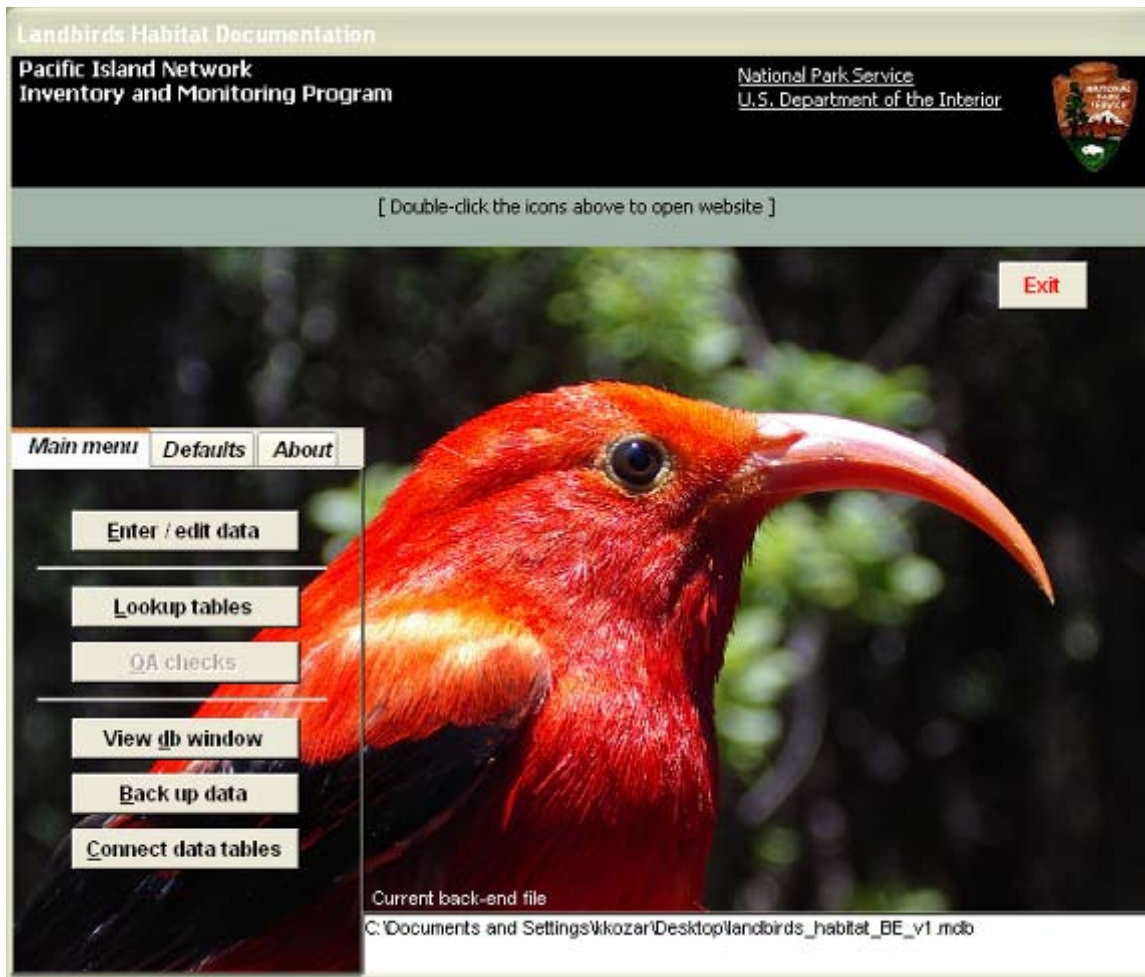 Landbirds Habitat Documentation
Pacific Island Network
Inventory and Monitoring Program
National Park Service
U.S. Department of the Interior
NATIONAL
PARK
SERVICE
[ Double-click the icons above to open website ]
Exit
Main menu
Defaults
About
Enter / edit data
Lookup tables
QA checks
View db window
Back up data
Connect data tables
Current back-end file
C:\Documents and Settings\kkozar\Desktop\landbirds_habitat_BE_v1.mdb